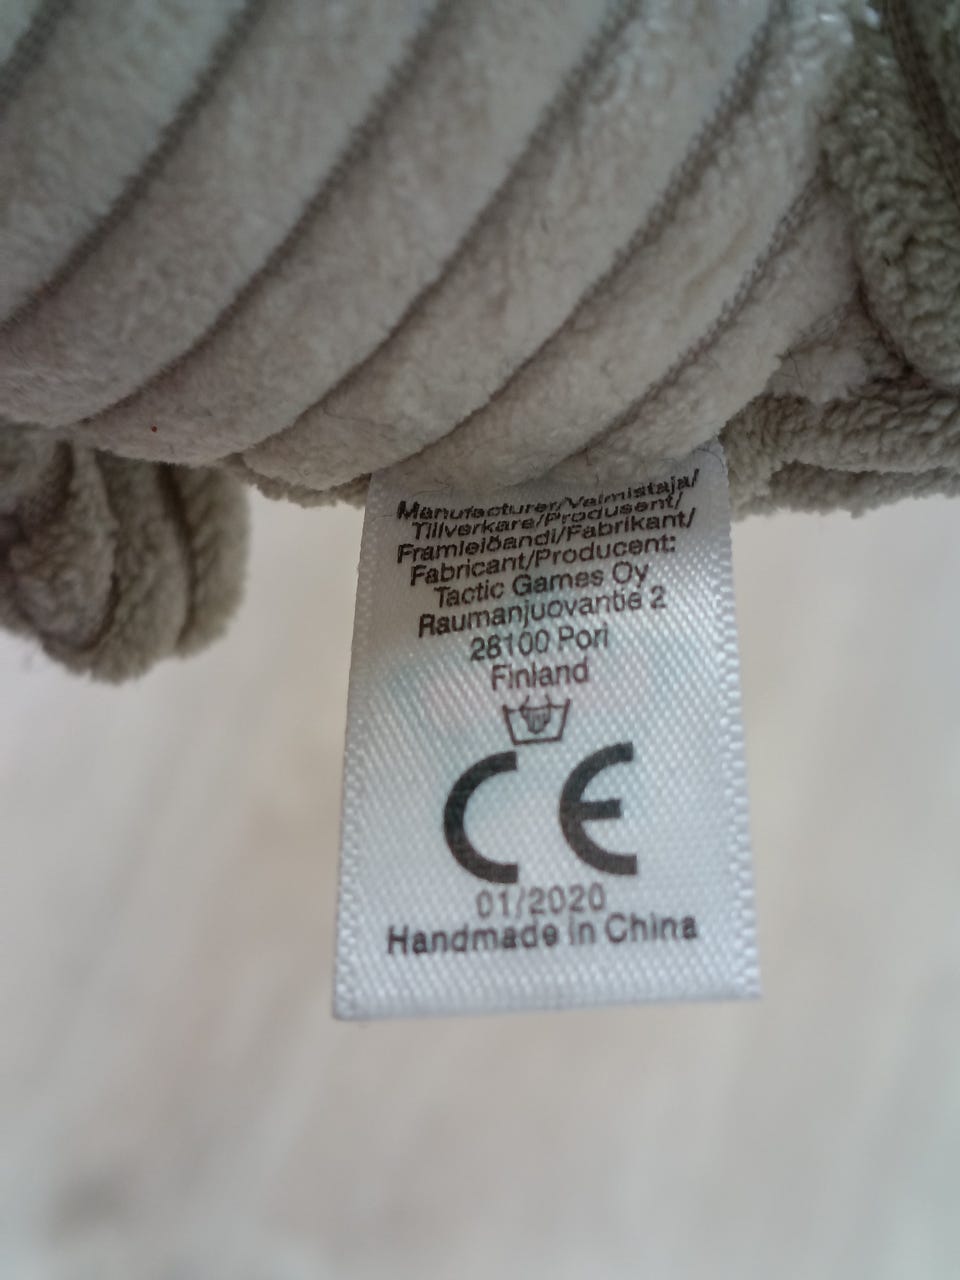 Manufacturer/Valmistaja/
Tillverkare/Produsent/
Framleiðandi/Fabrikant/
Fabricant/Producent:
Tactic Games Oy
Raumanjuovantie 2
28100 Pori
Finland
CE
01/2020
Handmade in China